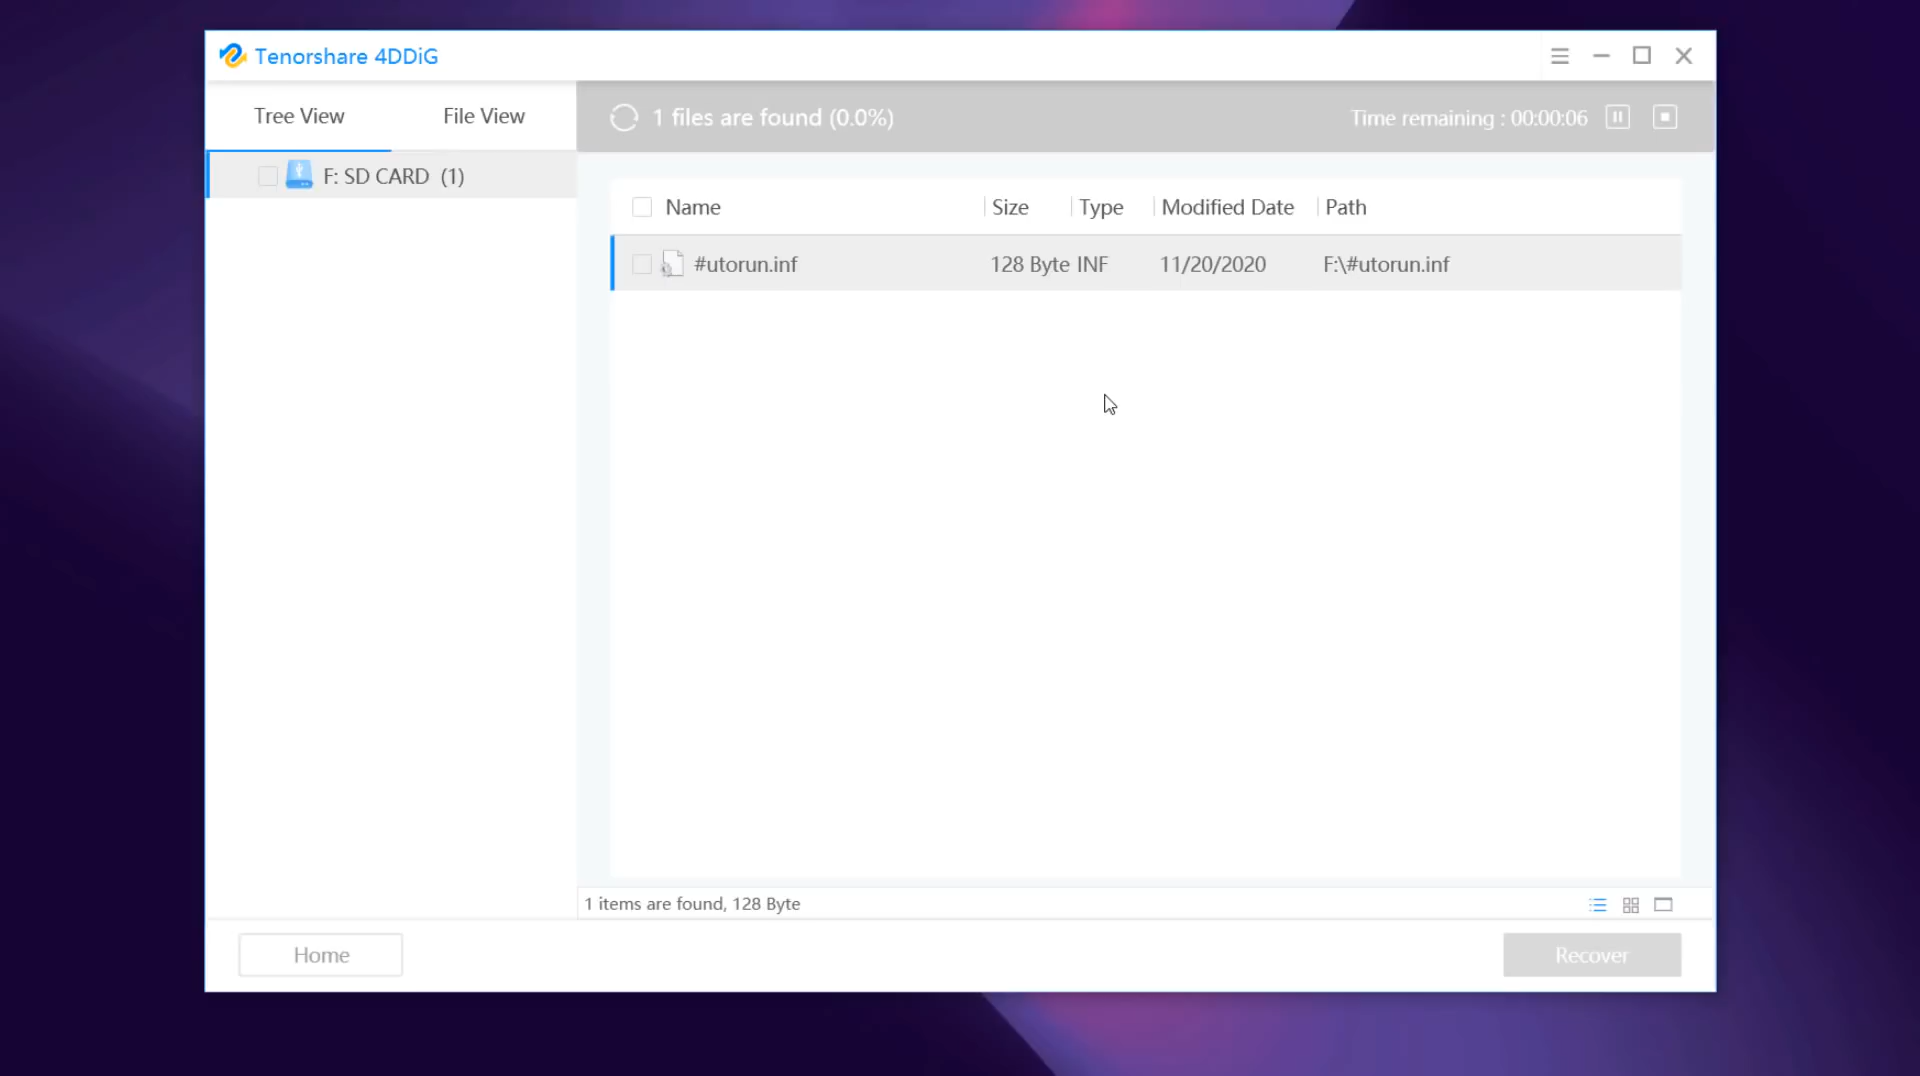 Tenorshare 4DDiG
Tree View File View
1 files are found (0.0%) Time remaining : 00:00:06
F: SD CARD (1)
Name Size Type Modified Date Path
#utorun.inf 128 Byte INF 11/20/2020 F:\#utorun.inf
1 items are found, 128 Byte
Home Recover